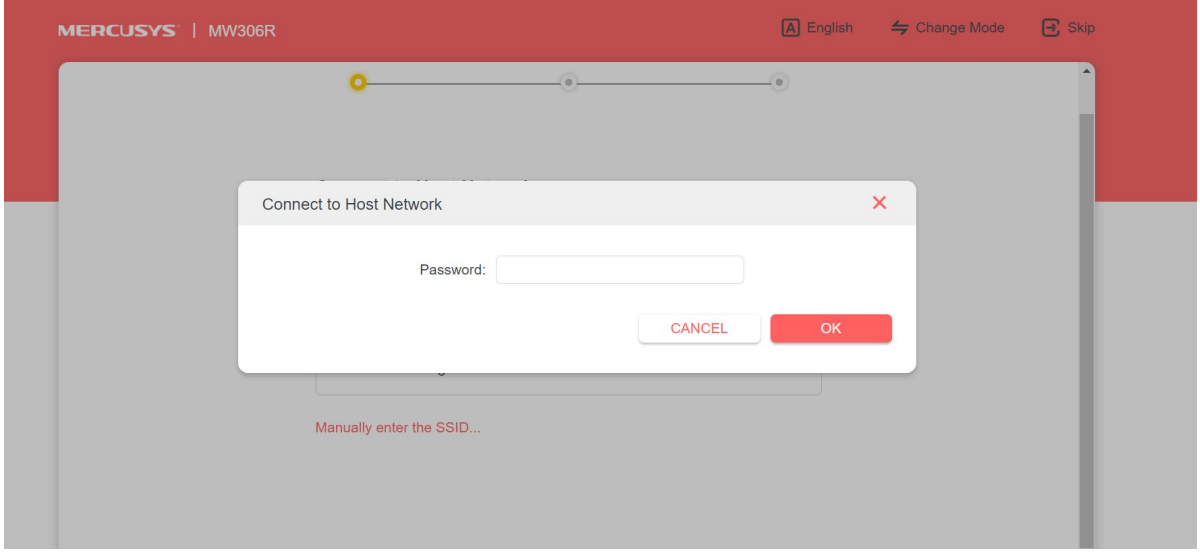 MERCUSYS | MW306R
English
Change Mode
Skip
Connect to Host Network
Password:
CANCEL
OK
Manually enter the SSID...